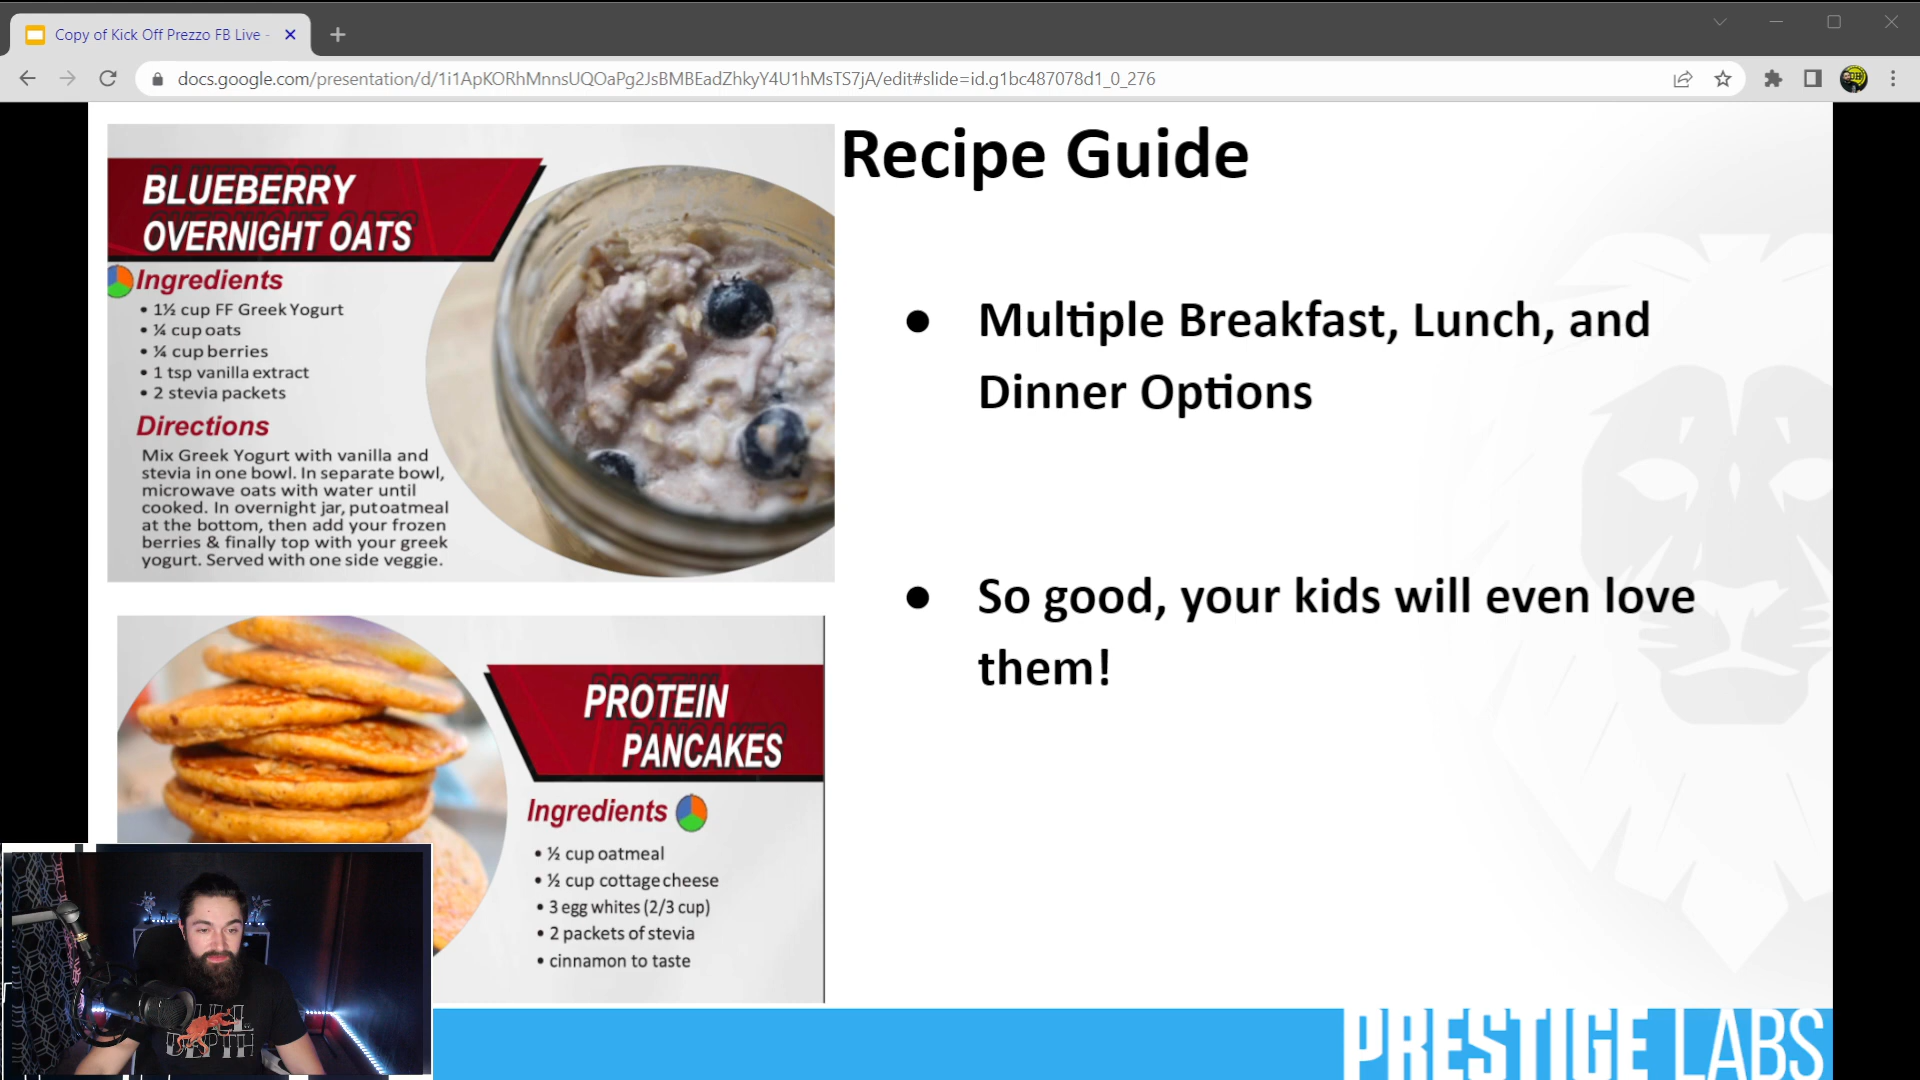 Copy of Kick Off Prezzo FB Live -
docs.google.com/presentation/d/1i1ApKORhMnnsUQOaPg2JsBMBEadZhkyY4U1hMsTS7jA/edit#slide=id.g1bc487078d1_0_276
BLUEBERRY
OVERNIGHT OATS
Ingredients
• 1½ cup FF Greek Yogurt
• ¼ cup oats
• ¼ cup berries
• 1 tsp vanilla extract
• 2 stevia packets
Directions
Mix Greek Yogurt with vanilla and
stevia in one bowl. In separate bowl,
microwave oats with water until
cooked. In overnight jar, put oatmeal
at the bottom, then add your frozen
berries & finally top with your greek
yogurt. Served with one side veggie.
PROTEIN
PANCAKES
Ingredients
• ½ cup oatmeal
• ½ cup cottage cheese
• 3 egg whites (2/3 cup)
• 2 packets of stevia
• cinnamon to taste
Recipe Guide
● Multiple Breakfast, Lunch, and
Dinner Options
● So good, your kids will even love
them!
DEPTH
PRESTIGE LABS